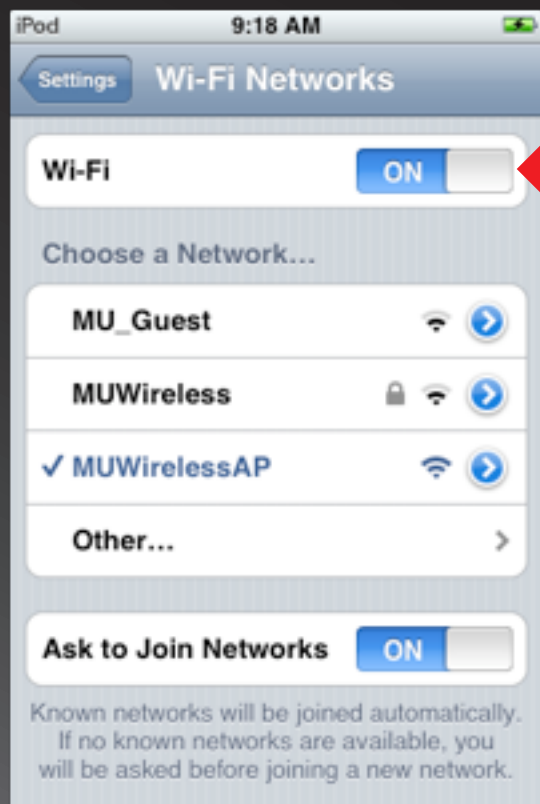 iPod 9:18 AM
Settings Wi-Fi Networks
Wi-Fi ON
Choose a Network...
MU_Guest
MUWireless
MUWirelessAP
Other...
Ask to Join Networks ON
Known networks will be joined automatically.
If no known networks are available, you
will be asked before joining a new network.